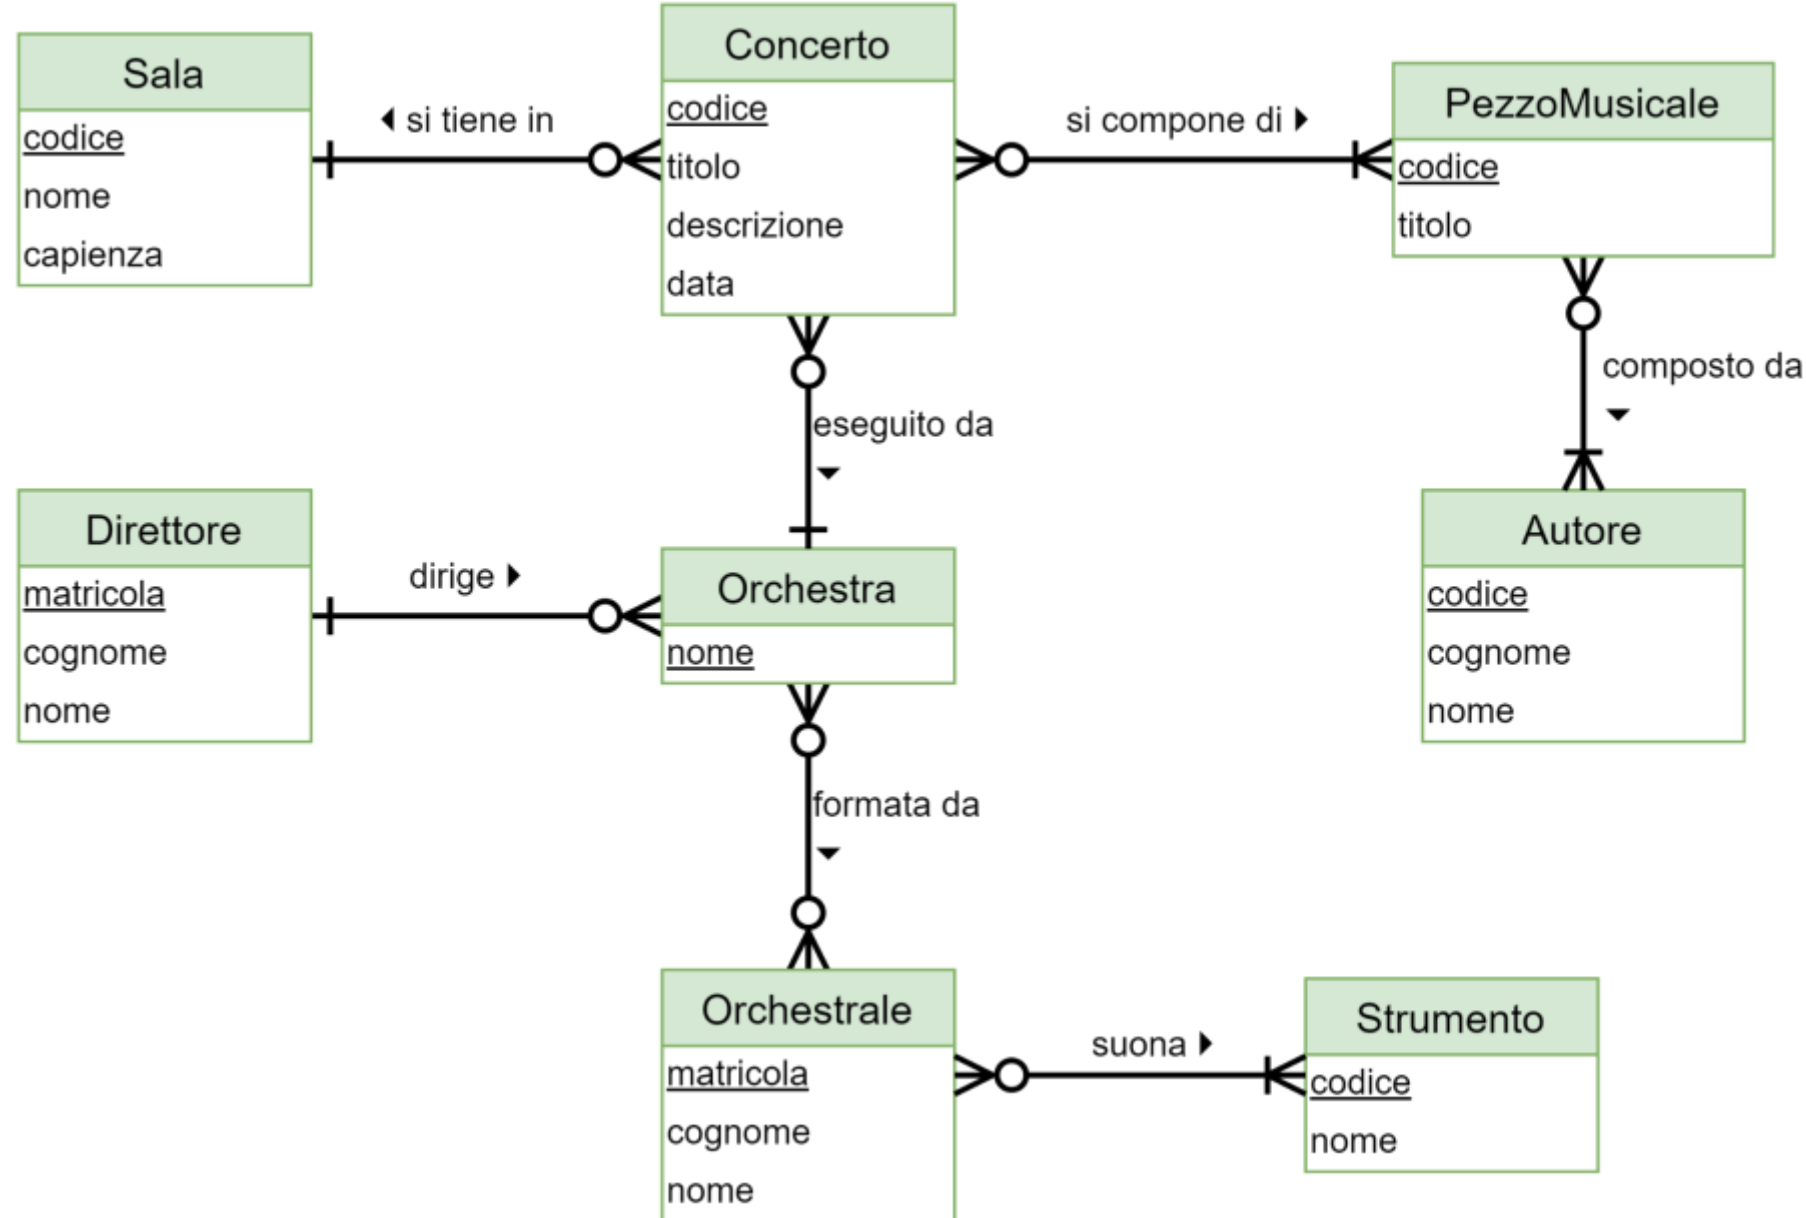 Sala
codice
nome
capienza
si tiene in
Concerto
codice
titolo
descrizione
data
si compone di
PezzoMusicale
codice
titolo
composto da
eseguito da
Direttore
matricola
cognome
nome
dirige
Orchestra
nome
Autore
codice
cognome
nome
formata da
Orchestrale
matricola
cognome
nome
suona
Strumento
codice
nome